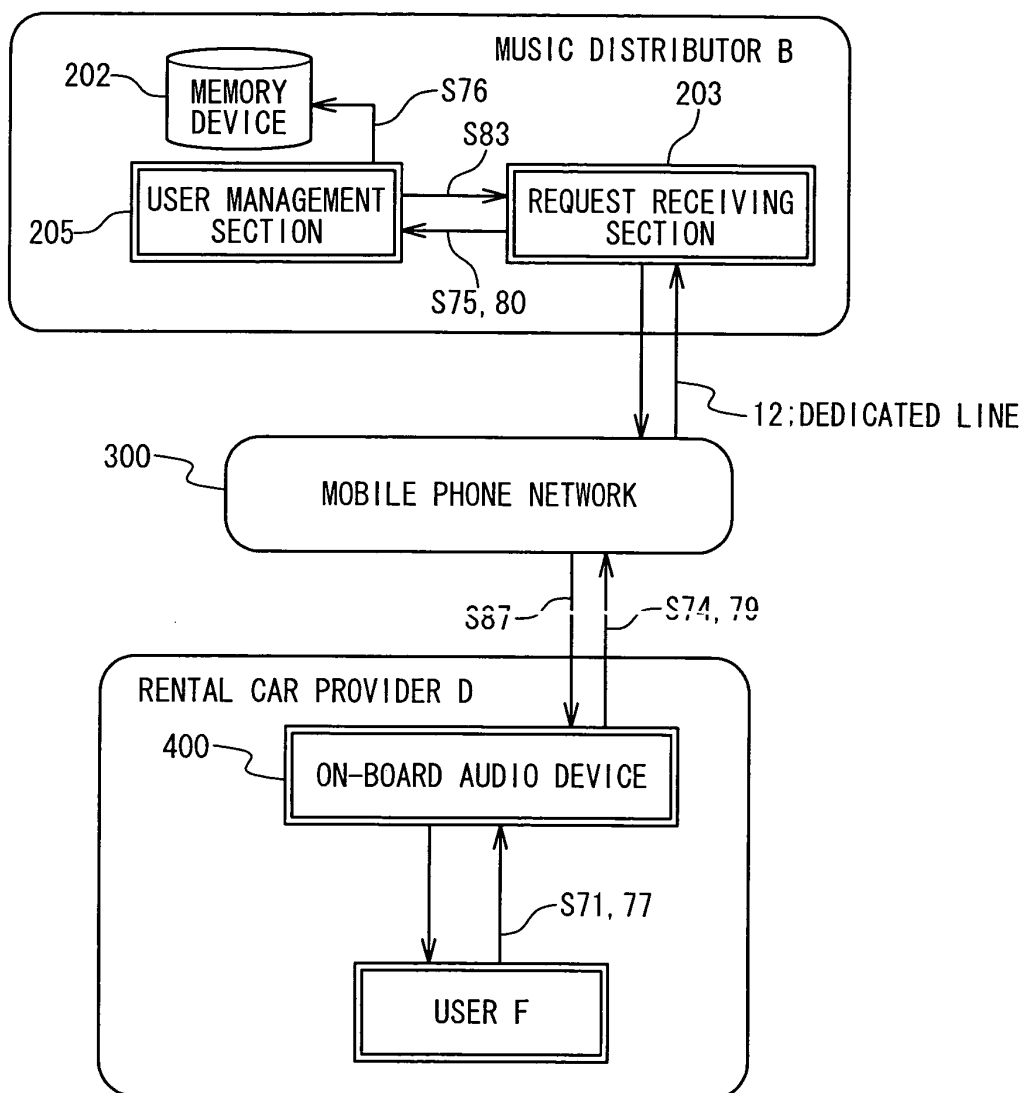 MUSIC DISTRIBUTOR B
202
MEMORY
DEVICE
S76
203
S83
USER MANAGEMENT
SECTION
REQUEST RECEIVING
SECTION
205
S75, 80
12;DEDICATED LINE
300
MOBILE PHONE NETWORK
S87
S74, 79
RENTAL CAR PROVIDER D
400
ON-BOARD AUDIO DEVICE
S71, 77
USER F